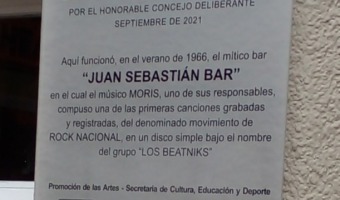 POR EL HONORABLE CONCEJO DELIBERANTE
SEPTIEMBRE DE 2021
Aquí funcionó, en el verano de 1966, el mítico bar
“JUAN SEBASTIÁN BAR”
en el cual el músico MORIS, uno de sus responsables,
compuso una de las primeras canciones grabadas
y registradas, del denominado movimiento de
ROCK NACIONAL, en un disco simple bajo el nombre
del grupo “LOS BEATNIKS”
Promoción de las Artes - Secretaría de Cultura, Educación y Deporte